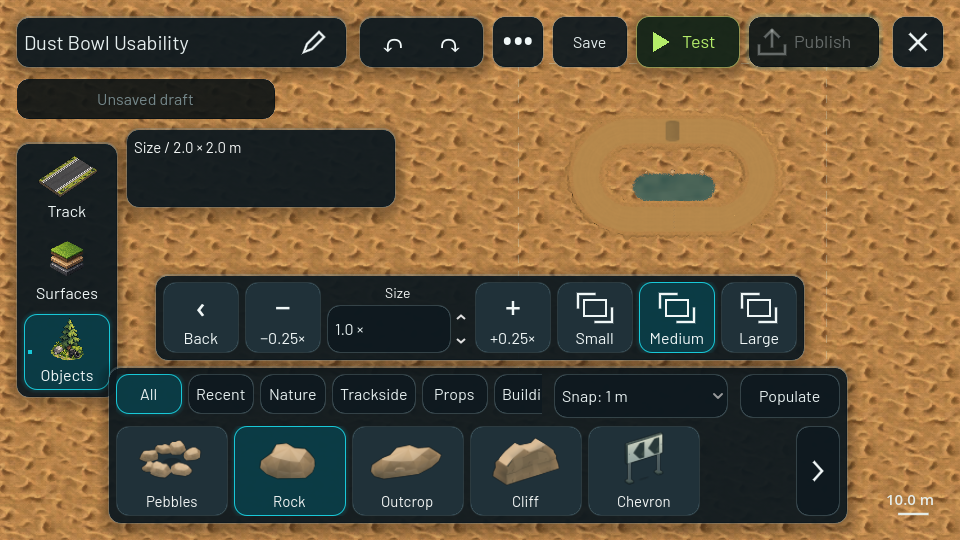 Dust Bowl Usability
Save
Test
Publish
Unsaved draft
Size / 2.0 × 2.0 m
Track
Surfaces
Objects
Size
Back
−0.25×
1.0 ×
+0.25×
Small
Medium
Large
All
Recent
Nature
Trackside
Props
Buildi
Snap: 1 m
Populate
Pebbles
Rock
Outcrop
Cliff
Chevron
10.0 m